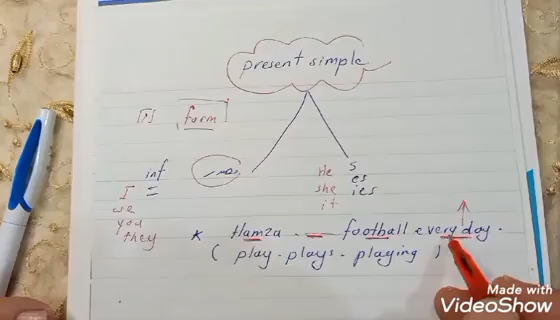 present simple
[1] form
inf
I
we
you
they
He
she
it
s
es
ies
* Hamza. — football every day.
( play - plays - playing )
Made with
VideoShow